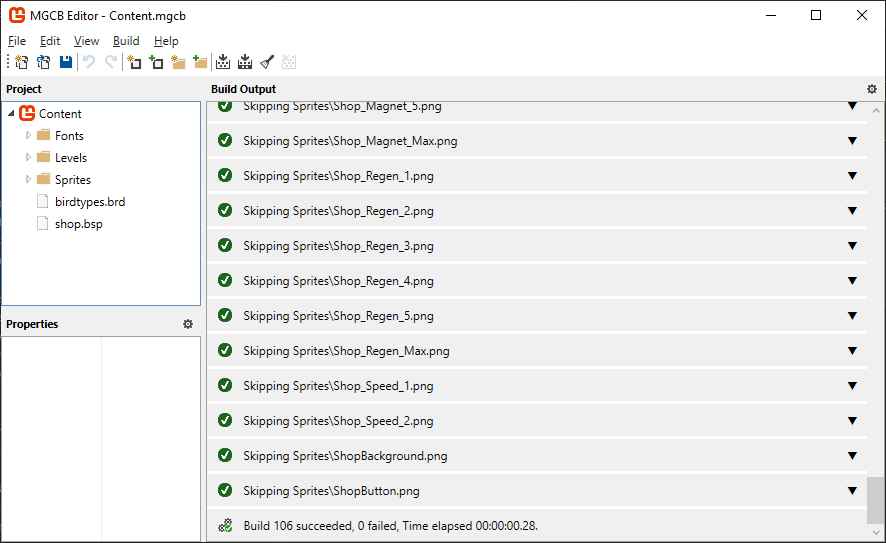 MGCB Editor - Content.mgcb
File Edit View Build Help
Project
Content
Fonts
Levels
Sprites
birdtypes.brd
shop.bsp
Properties
Build Output
Skipping Sprites\Shop_Magnet_5.png
Skipping Sprites\Shop_Magnet_Max.png
Skipping Sprites\Shop_Regen_1.png
Skipping Sprites\Shop_Regen_2.png
Skipping Sprites\Shop_Regen_3.png
Skipping Sprites\Shop_Regen_4.png
Skipping Sprites\Shop_Regen_5.png
Skipping Sprites\Shop_Regen_Max.png
Skipping Sprites\Shop_Speed_1.png
Skipping Sprites\Shop_Speed_2.png
Skipping Sprites\ShopBackground.png
Skipping Sprites\ShopButton.png
Build 106 succeeded, 0 failed, Time elapsed 00:00:00.28.